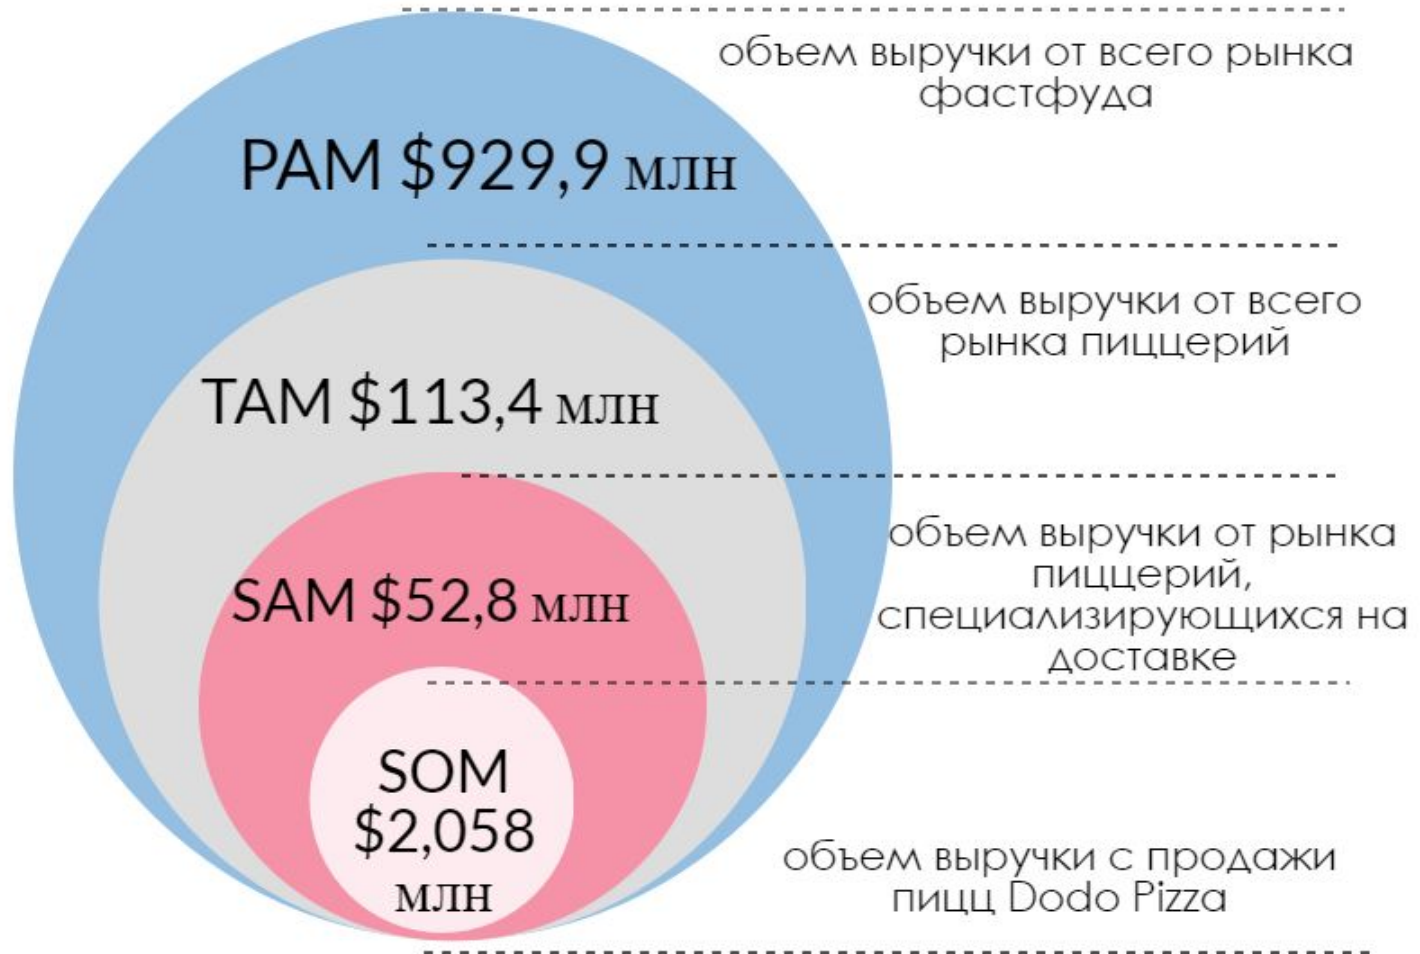 объем выручки от всего рынка
фастфуда
PAM $929,9 млн
объем выручки от всего
рынка пиццерий
TAM $113,4 млн
объем выручки от рынка
пиццерий,
специализирующихся на
доставке
SAM $52,8 млн
SOM
$2,058
млн
объем выручки с продажи
пицц Dodo Pizza